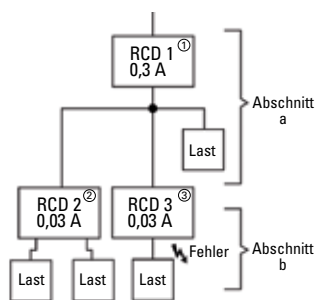 RCD 1 ①
0,3 A
Abschnitt
a
Last
RCD 2 ②
0,03 A
RCD 3 ③
0,03 A
Fehler
Abschnitt
b
Last
Last
Last